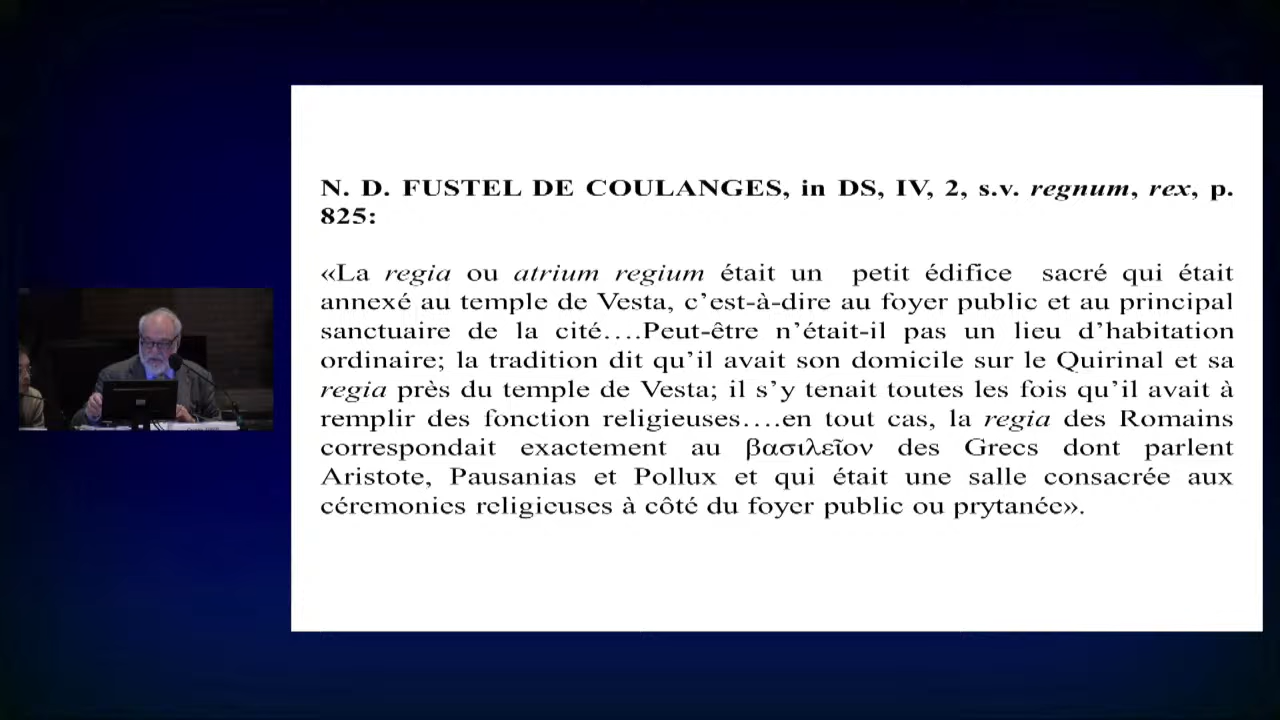 N. D. FUSTEL DE COULANGES, in DS, IV, 2, s.v. regnum, rex, p.
825:
«La regia ou atrium regium était un petit édifice sacré qui était
annexé au temple de Vesta, c’est-à-dire au foyer public et au principal
sanctuaire de la cité….Peut-être n’était-il pas un lieu d’habitation
ordinaire; la tradition dit qu’il avait son domicile sur le Quirinal et sa
regia près du temple de Vesta; il s’y tenait toutes les fois qu’il avait à
remplir des fonction religieuses….en tout cas, la regia des Romains
correspondait exactement au βασιλεῖον des Grecs dont parlent
Aristote, Pausanias et Pollux et qui était une salle consacrée aux
céremonies religieuses à côté du foyer public ou prytanée».